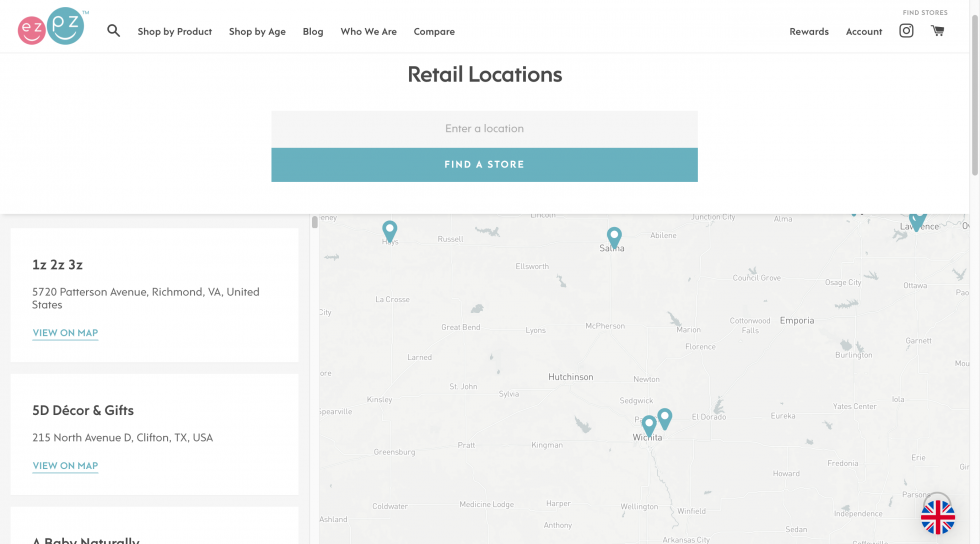 FIND STORES
ez pz ™
Shop by Product Shop by Age Blog Who We Are Compare
Rewards Account
Retail Locations
Enter a location
FIND A STORE
1z 2z 3z
5720 Patterson Avenue, Richmond, VA, United
States
VIEW ON MAP
5D Décor & Gifts
215 North Avenue D, Clifton, TX, USA
VIEW ON MAP
A Baby Naturally
Lincoln
Junction City
Alma
Hays
Russell
Salina
Abilene
Lawrence
Ellsworth
Council Grove
Osage City
Ottawa
La Crosse
City
Great Bend
Lyons
McPherson
Marion
Cottonwood
Falls
Emporia
Florence
Garnett
Burlington
Larned
Hutchinson
Newton
St. John
Sylvia
Kinsley
Sedgwick
El Dorado
Eureka
Yates Center
Iola
Wichita
Greensburg
Pratt
Kingman
Erie
Fredonia
Howard
Coldwater
Medicine Lodge
Harper
Wellington
Winfield
Independence
Ashland
Anthony
Sedan
Arkansas City